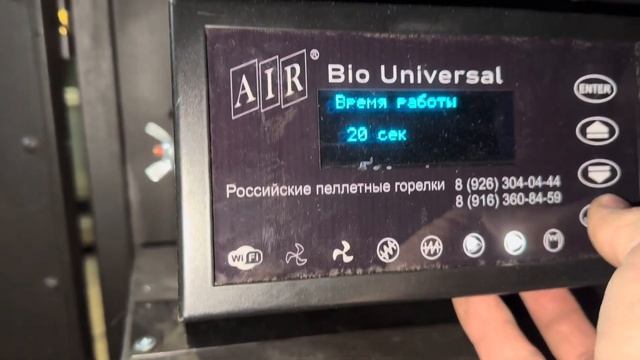 AIR®
Bio Universal
ENTER
Время работы
20 сек
Российские пеллетные горелки 8 (926) 304-04-44
8 (916) 360-84-59
WiFi